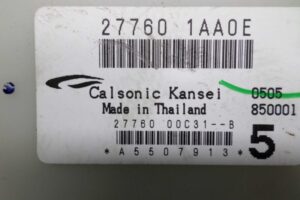 27760 1AA0E
Calsonic Kansei 0505
Made in Thailand 850001
27760 00C31--B
*A5507913* 5